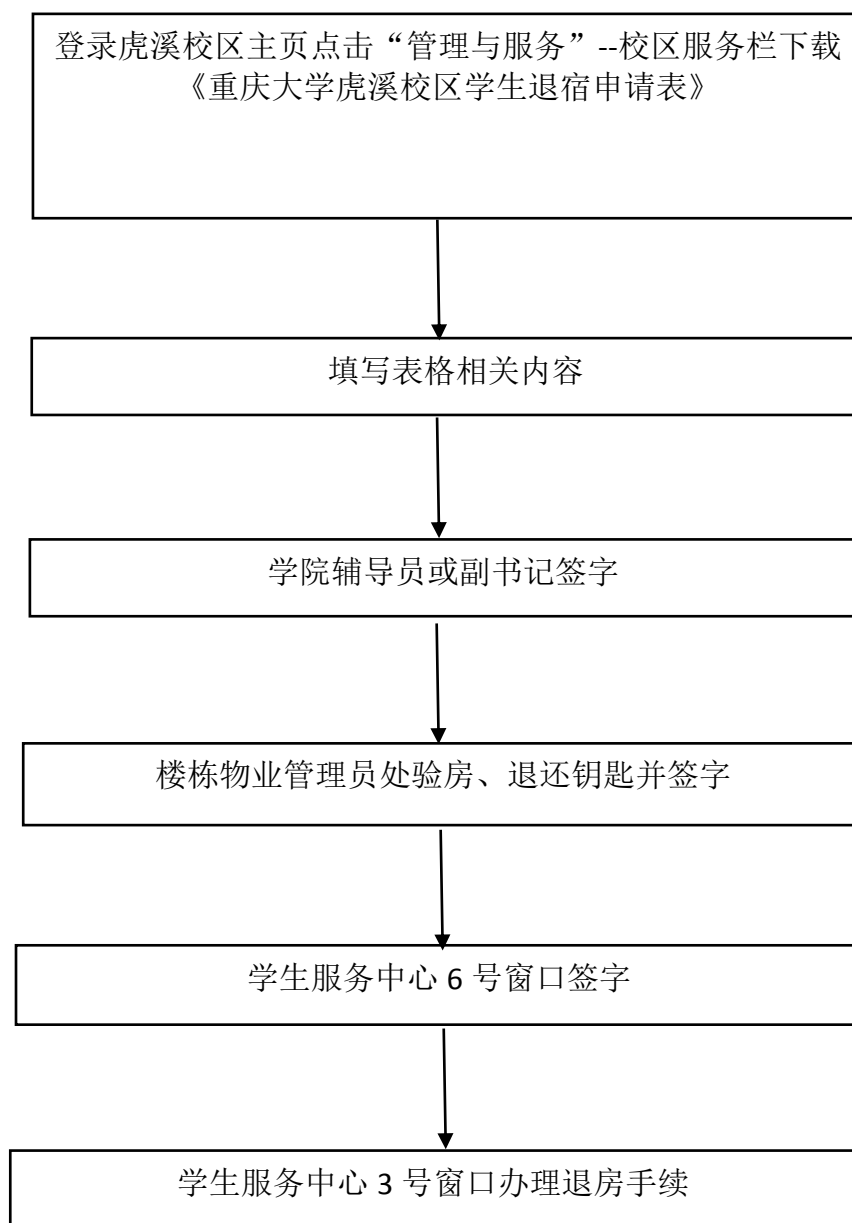 登录虎溪校区主页点击“管理与服务”--校区服务栏下载
《重庆大学虎溪校区学生退宿申请表》
填写表格相关内容
学院辅导员或副书记签字
楼栋物业管理员处验房、退还钥匙并签字
学生服务中心 6 号窗口签字
学生服务中心 3 号窗口办理退房手续